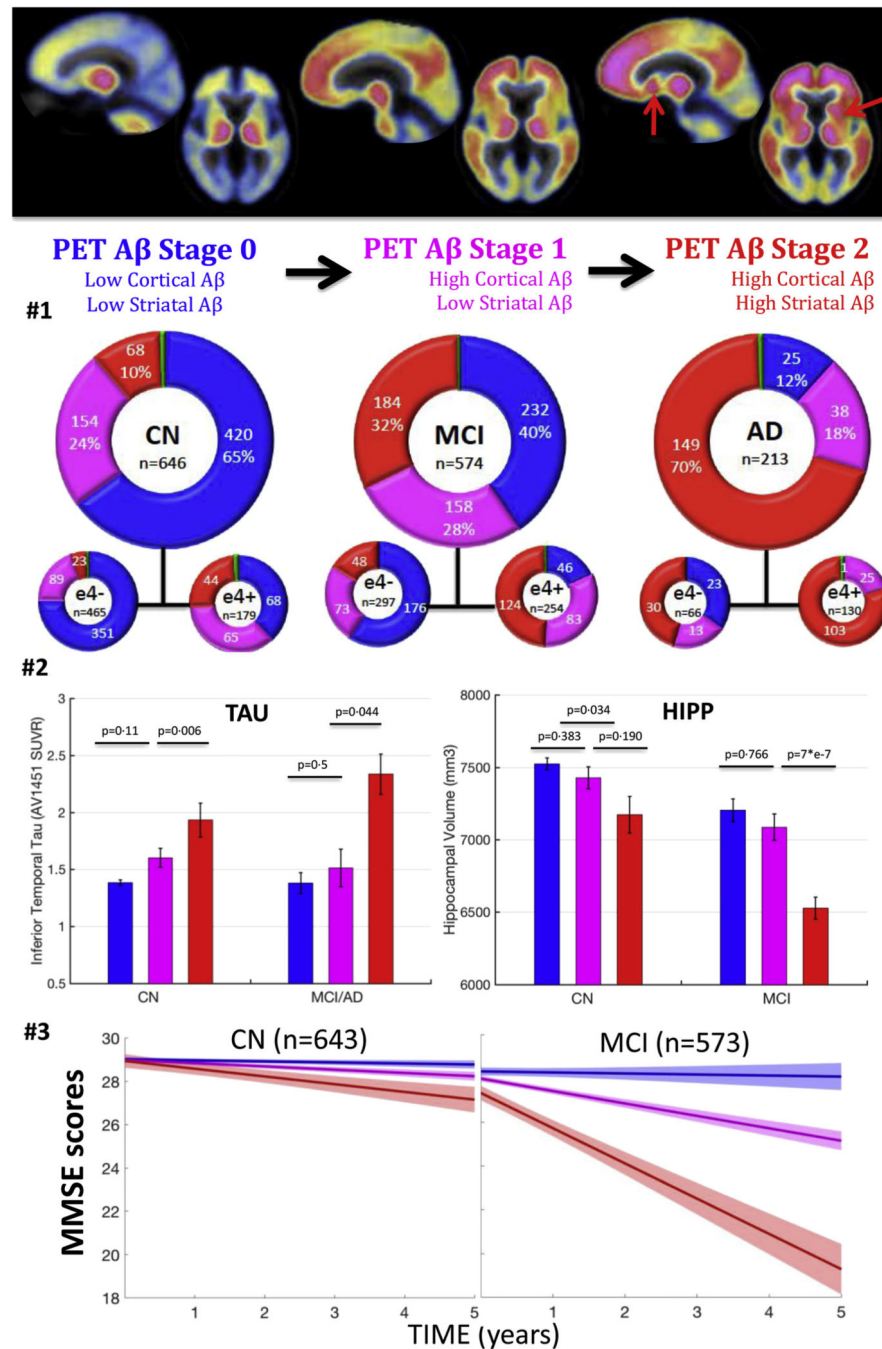 PET Aβ Stage 0
Low Cortical Aβ
Low Striatal Aβ
PET Aβ Stage 1
High Cortical Aβ
Low Striatal Aβ
PET Aβ Stage 2
High Cortical Aβ
High Striatal Aβ
#1
68
10%
154
24%
420
65%
CN
n=646
184
32%
232
40%
158
28%
MCI
n=574
25
12%
38
18%
149
70%
AD
n=213
23
89
351
e4-
n=465
44
68
65
e4+
n=179
48
73
176
e4-
n=297
46
124
83
e4+
n=254
30
23
13
e4-
n=66
1
25
103
e4+
n=130
#2
TAU
Inferior Temporal Tau (AV1451 SUVR)
3
2.5
2
1.5
1
0.5
p=0·11
p=0·006
p=0·5
p=0·044
CN
MCI/AD
HIPP
Hippocampal Volume (mm3)
8000
7500
7000
6500
6000
p=0·034
p=0·383
p=0·190
p=0·766
p=7*e-7
CN
MCI
#3
CN (n=643)
MCI (n=573)
MMSE scores
30
28
26
24
22
20
18
1
2
3
4
5
1
2
3
4
5
TIME (years)